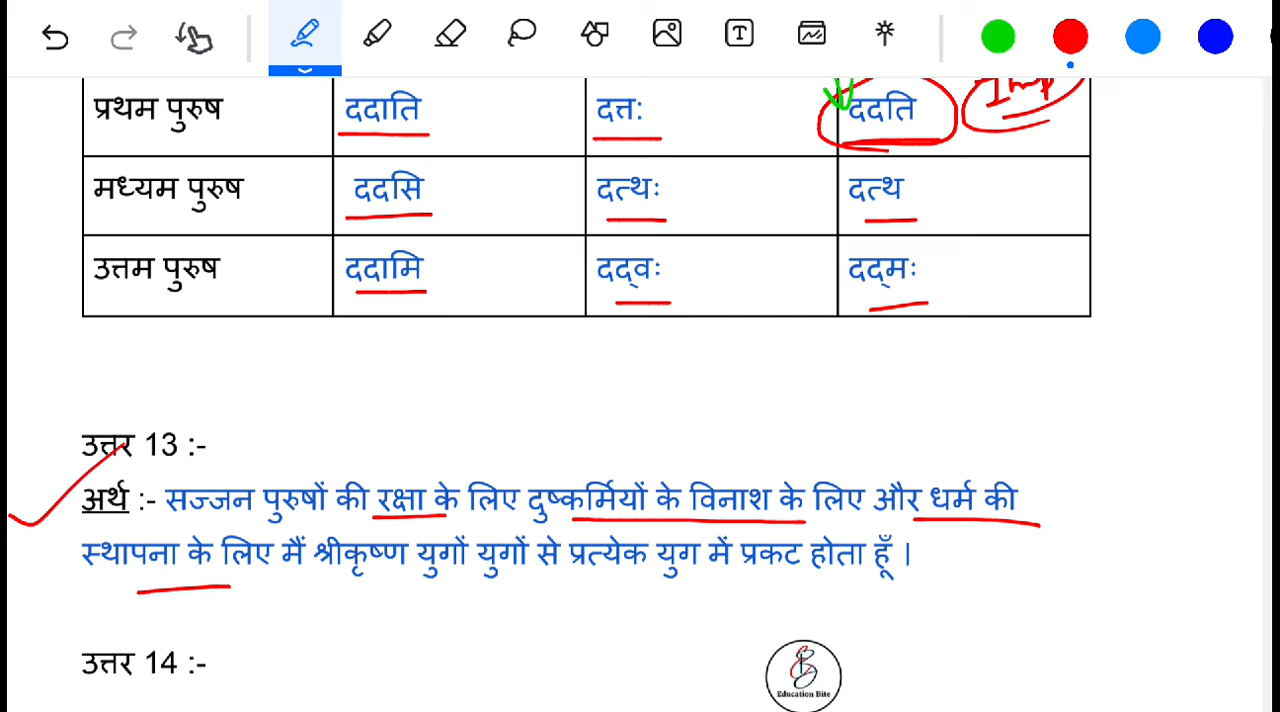 Imp
प्रथम पुरुष ददाति दत्त: ददति
मध्यम पुरुष ददसि दत्थः दत्थ
उत्तम पुरुष ददामि दद्वः दद्मः
उत्तर 13 :-
अर्थ :- सज्जन पुरुषों की रक्षा के लिए दुष्कर्मियों के विनाश के लिए और धर्म की
स्थापना के लिए मैं श्रीकृष्ण युगों युगों से प्रत्येक युग में प्रकट होता हूँ ।
उत्तर 14 :-
Education Bite